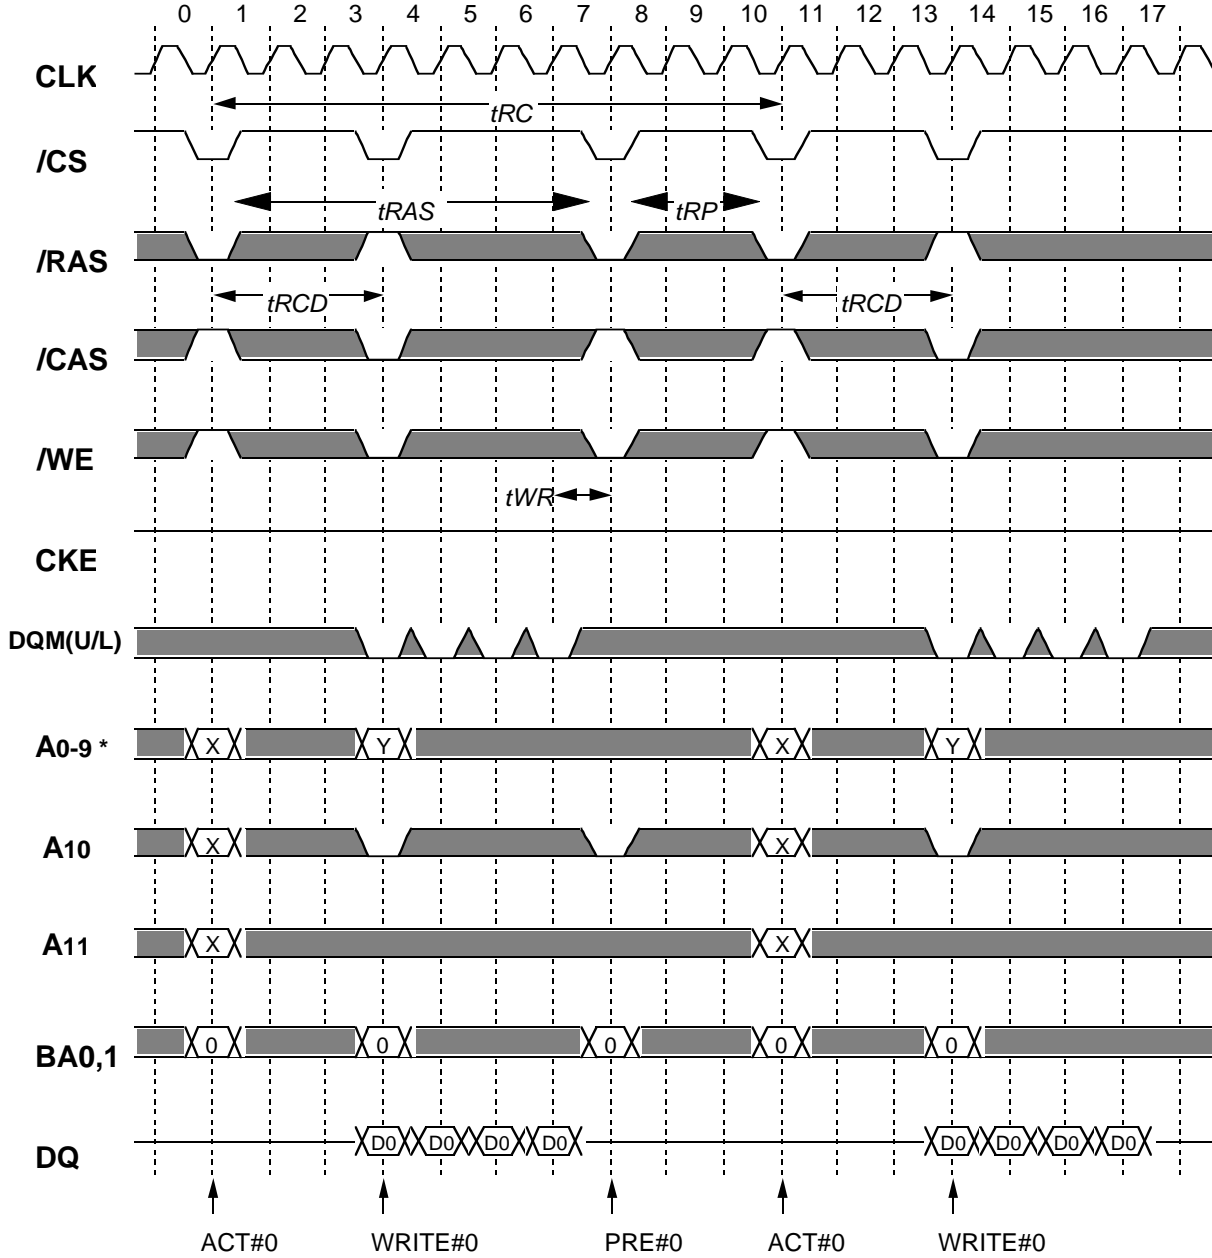 0 1 2 3 4 5 6 7 8 9 10 11 12 13 14 15 16 17
CLK
tRC
/CS
tRAS tRP
/RAS
tRCD tRCD
/CAS
/WE
tWR
CKE
DQM(U/L)
A0-9 * X Y X Y
A10 X X
A11 X X
BA0,1 0 0 0 0 0
DQ D0 D0 D0 D0 D0 D0 D0 D0
ACT#0 WRITE#0 PRE#0 ACT#0 WRITE#0